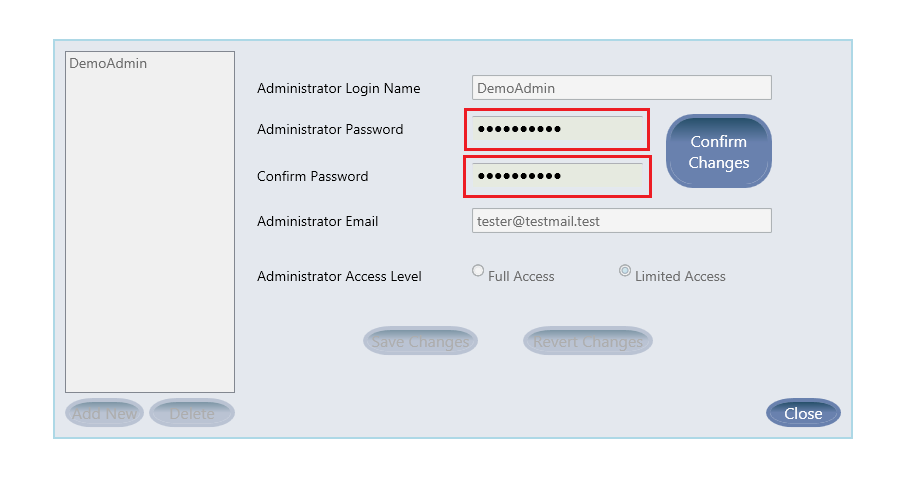 DemoAdmin
Administrator Login Name
DemoAdmin
Administrator Password
●●●●●●●●●●
Confirm Changes
Confirm Password
●●●●●●●●●●
Administrator Email
tester@testmail.test
Administrator Access Level
Full Access
Limited Access
Save Changes
Revert Changes
Add New
Delete
Close